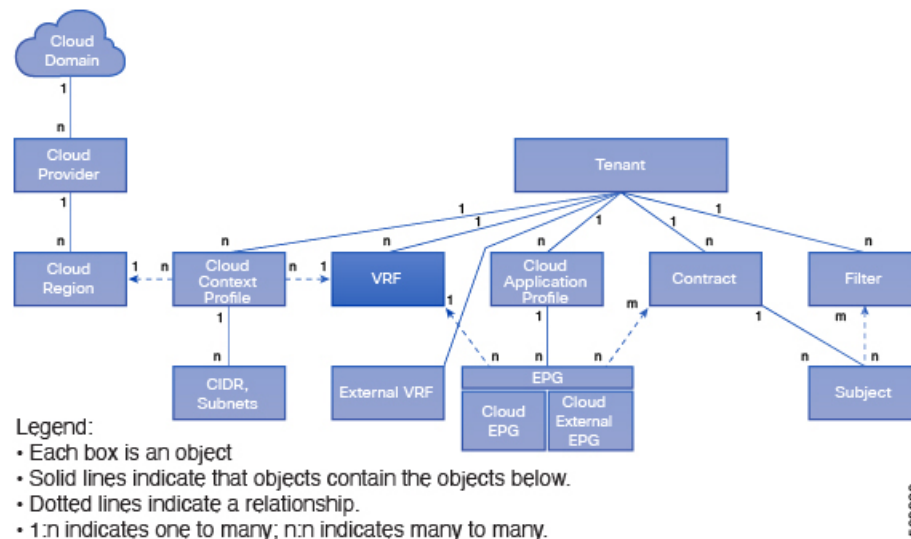 Cloud
Domain
1
n
Cloud
Provider
Tenant
1
1
1
1
1
1
n
n
n
n
n
n
Cloud
Region
1
n
Cloud
Context
Profile
n
1
VRF
Cloud
Application
Profile
Contract
Filter
1
1
m
1
m
1
n
n
n
n
n
n
CIDR,
Subnets
External VRF
EPG
Cloud
EPG
Cloud
External
EPG
Subject
Legend:
• Each box is an object
• Solid lines indicate that objects contain the objects below.
• Dotted lines indicate a relationship.
• 1:n indicates one to many; n:n indicates many to many.